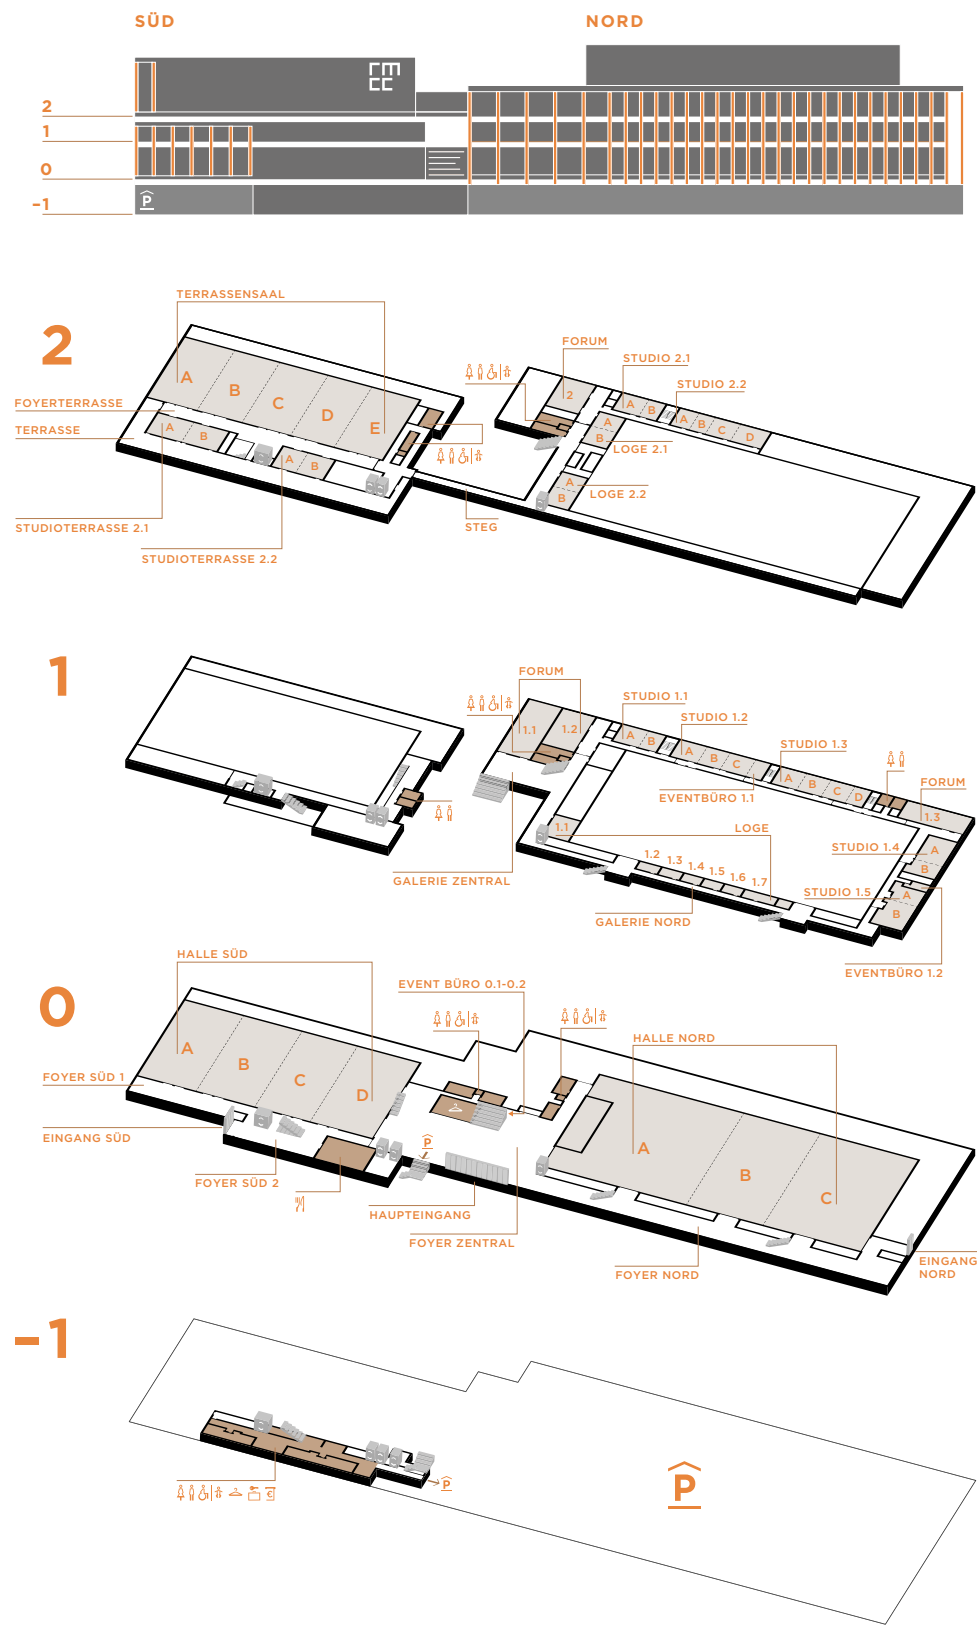 SÜD
NORD
rm
cc
2
1
0
-1
P
2
TERRASSENSAAL
FORUM
STUDIO 2.1
STUDIO 2.2
A
B
C
D
E
2
A
B
A
B
C
D
FOYERTERRASSE
TERRASSE
A
B
A
B
A
B
LOGE 2.1
A
B
LOGE 2.2
STUDIOTERRASSE 2.1
STEG
STUDIOTERRASSE 2.2
1
FORUM
STUDIO 1.1
STUDIO 1.2
1.1
1.2
A
B
STUDIO 1.3
A
B
C
A
B
C
D
FORUM
EVENTBÜRO 1.1
1.3
1.1
LOGE
STUDIO 1.4
A
B
1.2
1.3
1.4
1.5
1.6
1.7
GALERIE ZENTRAL
STUDIO 1.5
A
B
GALERIE NORD
EVENTBÜRO 1.2
0
HALLE SÜD
EVENT BÜRO 0.1-0.2
HALLE NORD
A
B
C
D
FOYER SÜD 1
EINGANG SÜD
P
A
B
C
FOYER SÜD 2
HAUPTEINGANG
FOYER ZENTRAL
FOYER NORD
EINGANG
NORD
-1
P
€
P